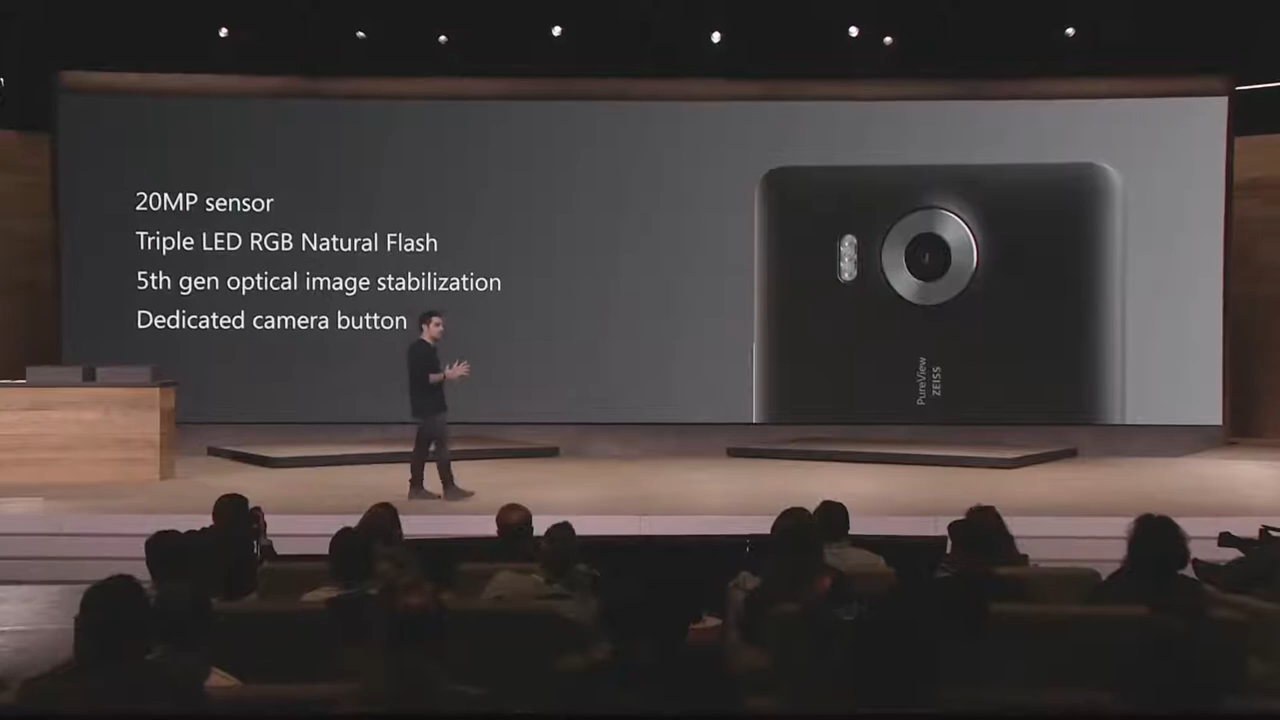 20MP sensor
Triple LED RGB Natural Flash
5th gen optical image stabilization
Dedicated camera button
PureView
ZEISS